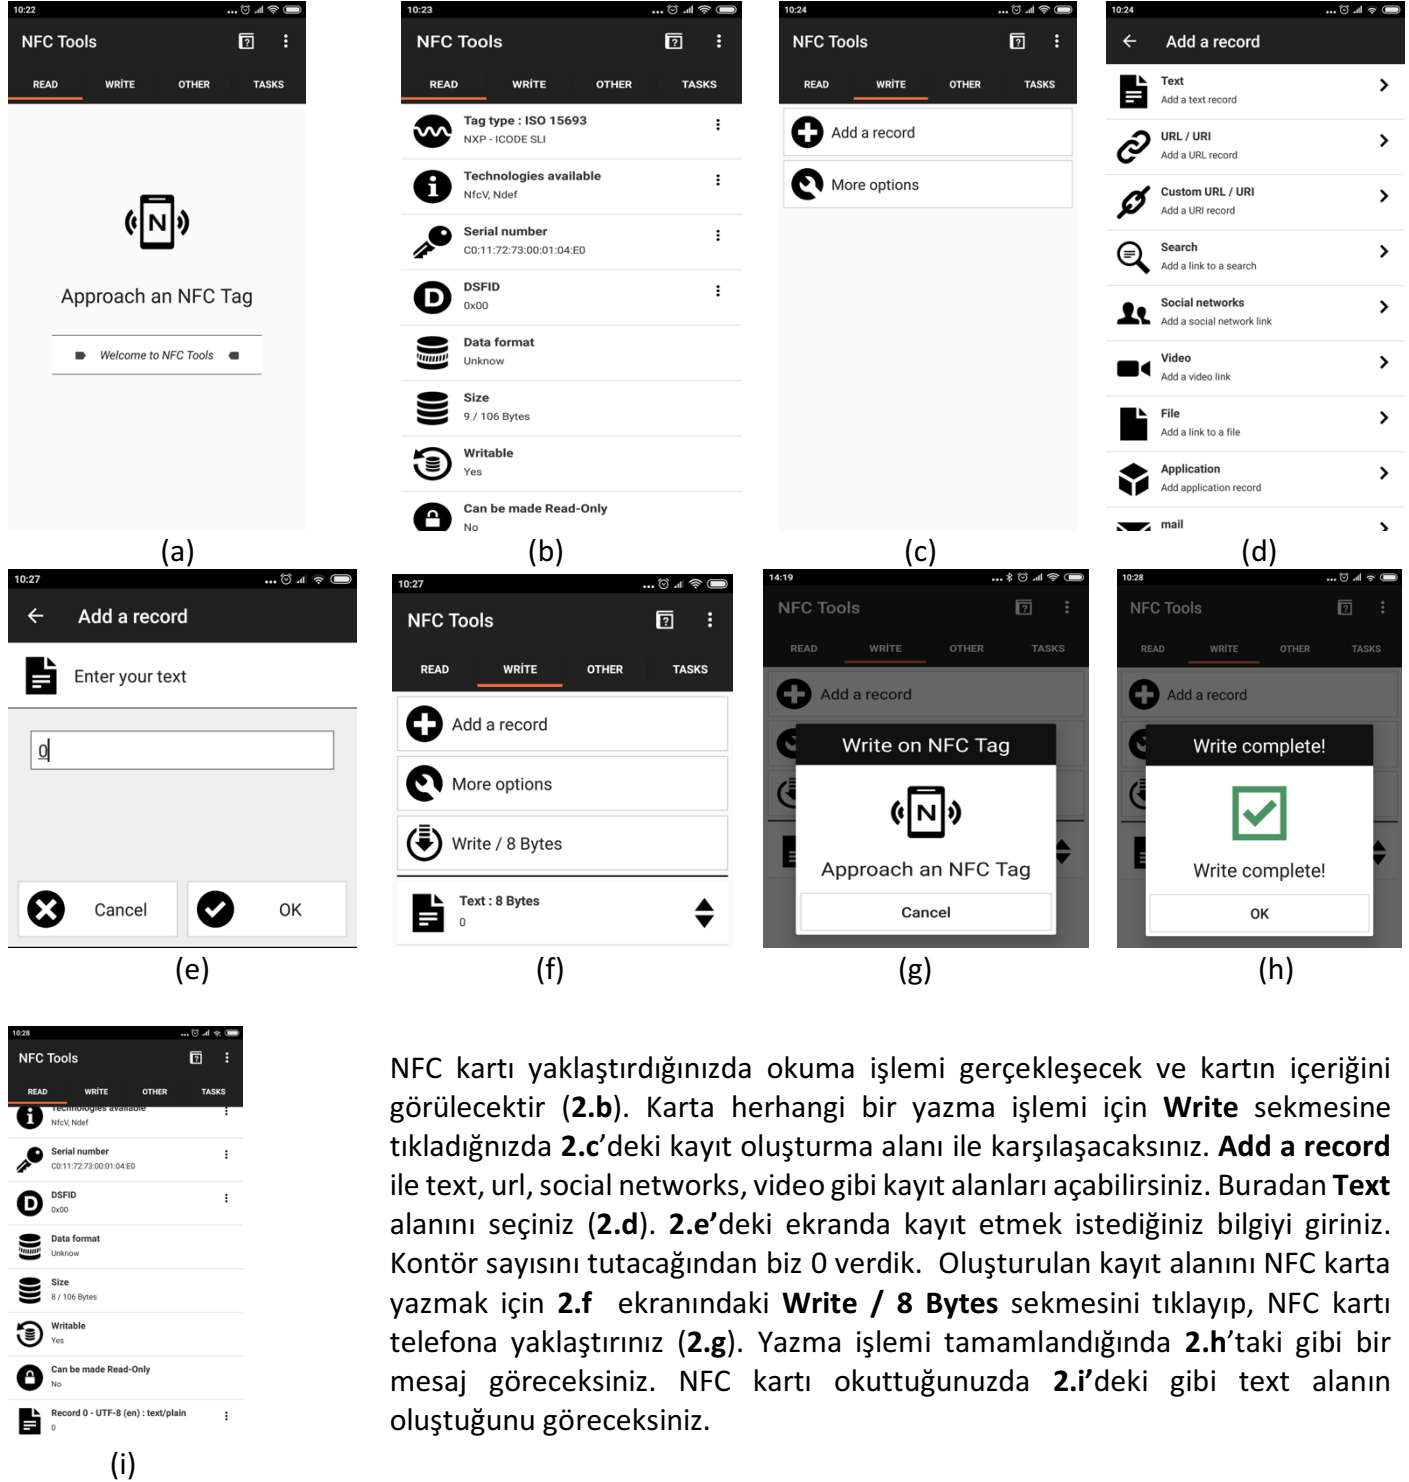 10:22
NFC Tools
READ WRİTE OTHER TASKS
Approach an NFC Tag
Welcome to NFC Tools
(a)
10:23
NFC Tools
READ WRİTE OTHER TASKS
Tag type : ISO 15693
NXP - ICODE SLI
Technologies available
NfcV, Ndef
Serial number
C0:11:72:73:00:01:04:E0
DSFID
0x00
Data format
Unknow
Size
9 / 106 Bytes
Writable
Yes
Can be made Read-Only
No
(b)
10:24
NFC Tools
READ WRİTE OTHER TASKS
Add a record
More options
(c)
10:24
Add a record
Text
Add a text record
URL / URI
Add a URL record
Custom URL / URI
Add a URI record
Search
Add a link to a search
Social networks
Add a social network link
Video
Add a video link
File
Add a link to a file
Application
Add application record
mail
(d)
10:27
Add a record
Enter your text
0
Cancel OK
(e)
10:27
NFC Tools
READ WRİTE OTHER TASKS
Add a record
More options
Write / 8 Bytes
Text : 8 Bytes
0
(f)
14:19
NFC Tools
READ WRİTE OTHER TASKS
Add a record
Write on NFC Tag
Approach an NFC Tag
Cancel
(g)
10:28
NFC Tools
READ WRİTE OTHER TASKS
Add a record
Write complete!
Write complete!
OK
(h)
10:28
NFC Tools
READ WRİTE OTHER TASKS
Technologies available
NfcV, Ndef
Serial number
C0:11:72:73:00:01:04:E0
DSFID
0x00
Data format
Unknow
Size
8 / 106 Bytes
Writable
Yes
Can be made Read-Only
No
Record 0 - UTF-8 (en) : text/plain
0
(i)
NFC kartı yaklaştırdığınızda okuma işlemi gerçekleşecek ve kartın içeriğini
görülecektir (2.b). Karta herhangi bir yazma işlemi için Write sekmesine
tıkladığnızda 2.c’deki kayıt oluşturma alanı ile karşılaşacaksınız. Add a record
ile text, url, social networks, video gibi kayıt alanları açabilirsiniz. Buradan Text
alanını seçiniz (2.d). 2.e’deki ekranda kayıt etmek istediğiniz bilgiyi giriniz.
Kontör sayısını tutacağından biz 0 verdik. Oluşturulan kayıt alanını NFC karta
yazmak için 2.f ekranındaki Write / 8 Bytes sekmesini tıklayıp, NFC kartı
telefona yaklaştırınız (2.g). Yazma işlemi tamamlandığında 2.h’taki gibi bir
mesaj göreceksiniz. NFC kartı okuttuğunuzda 2.i’deki gibi text alanın
oluştuğunu göreceksiniz.